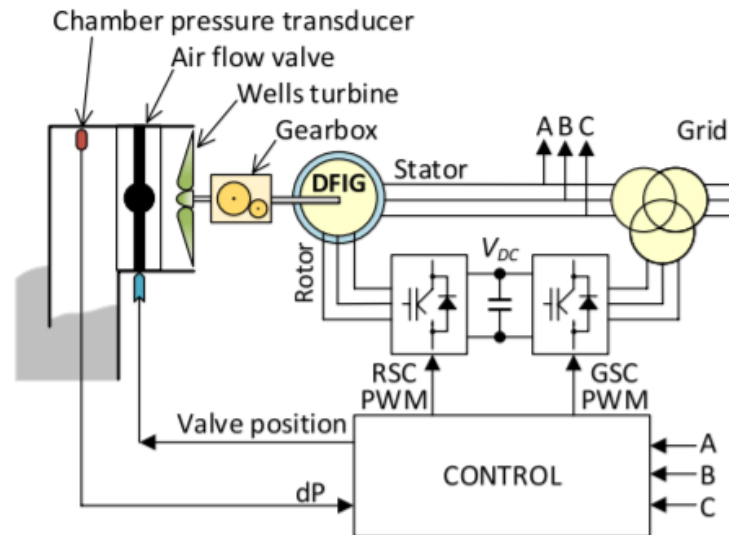 Chamber pressure transducer
Air flow valve
Wells turbine
Gearbox
A B C
Grid
DFIG
Stator
Rotor
VDC
RSC
PWM
GSC
PWM
Valve position
CONTROL
A
B
C
dP